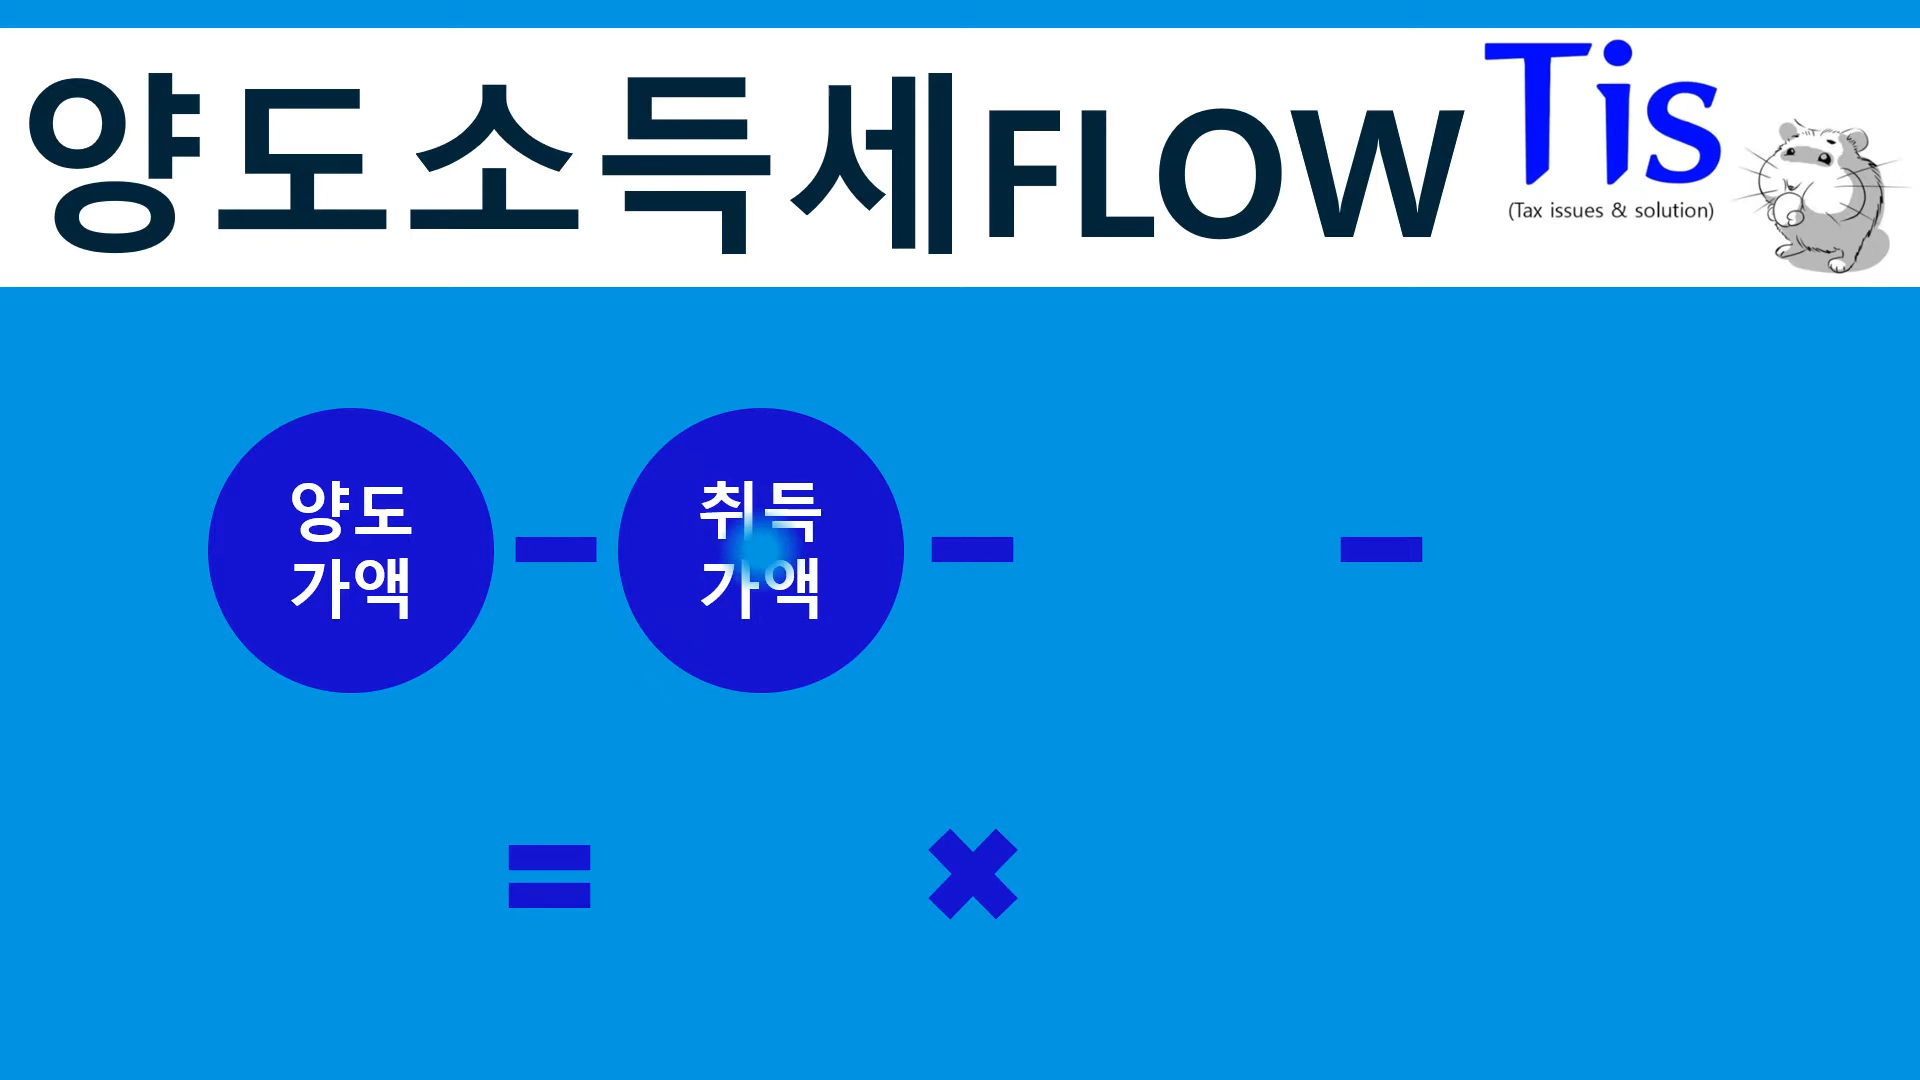 양도소득세FLOW
Tis
(Tax issues & solution)
양도
가액
취득
가액